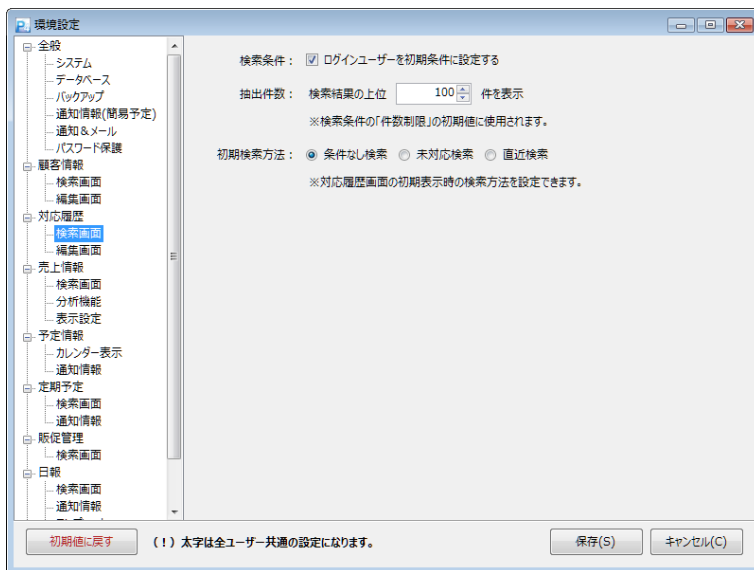 環境設定
全般
システム
データベース
バックアップ
通知情報(簡易予定)
通知＆メール
パスワード保護
顧客情報
検索画面
編集画面
対応履歴
検索画面
編集画面
売上情報
検索画面
分析機能
表示設定
予定情報
カレンダー表示
通知情報
定期予定
検索画面
通知情報
販促管理
検索画面
日報
検索画面
通知情報
検索条件： ログインユーザーを初期条件に設定する
抽出件数： 検索結果の上位 100 件を表示
※検索条件の「件数制限」の初期値に使用されます。
初期検索方法： 条件なし検索 未対応検索 直近検索
※対応履歴画面の初期表示時の検索方法を設定できます。
初期値に戻す (！) 太字は全ユーザー共通の設定になります。 保存(S) キャンセル(C)